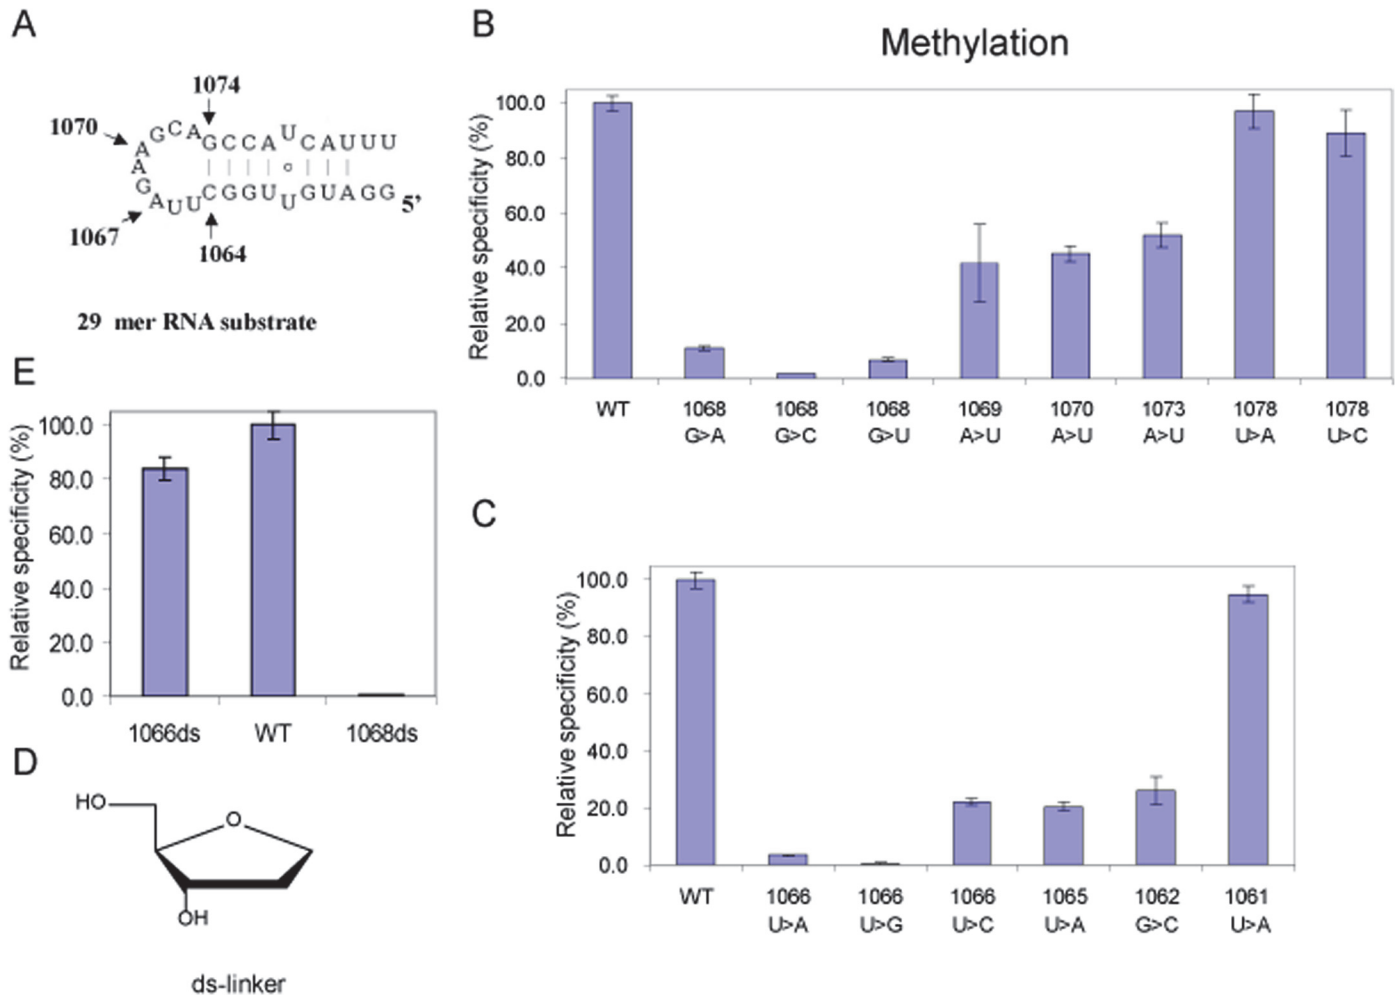 A
1074
1070
A G C A G C C A U C A U U U
A
G
A U U C G G U U U G U A G G 5'
1067
1064
29 mer RNA substrate
B
Methylation
Relative specificity (%)
100.0
80.0
60.0
40.0
20.0
0.0
WT 1068 1068 1068 1069 1070 1073 1078 1078
G>A G>C G>U A>U A>U A>U U>A U>C
E
Relative specificity (%)
100.0
80.0
60.0
40.0
20.0
0.0
1066ds WT 1068ds
C
Relative specificity (%)
100.0
80.0
60.0
40.0
20.0
0.0
WT 1066 1066 1066 1065 1062 1061
U>A U>G U>C U>A G>C U>A
D
HO
O
OH
ds-linker